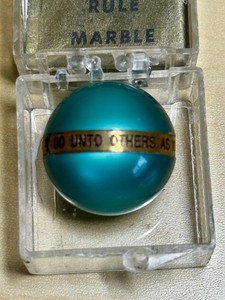 RULE
MARBLE
DO UNTO OTHERS AS